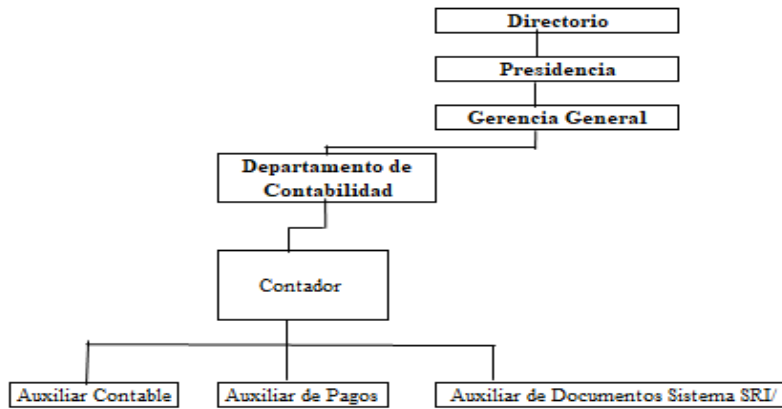 Directorio
Presidencia
Gerencia General
Departamento de
Contabilidad
Contador
Auxiliar Contable
Auxiliar de Pagos
Auxiliar de Documentos Sistema SRI/